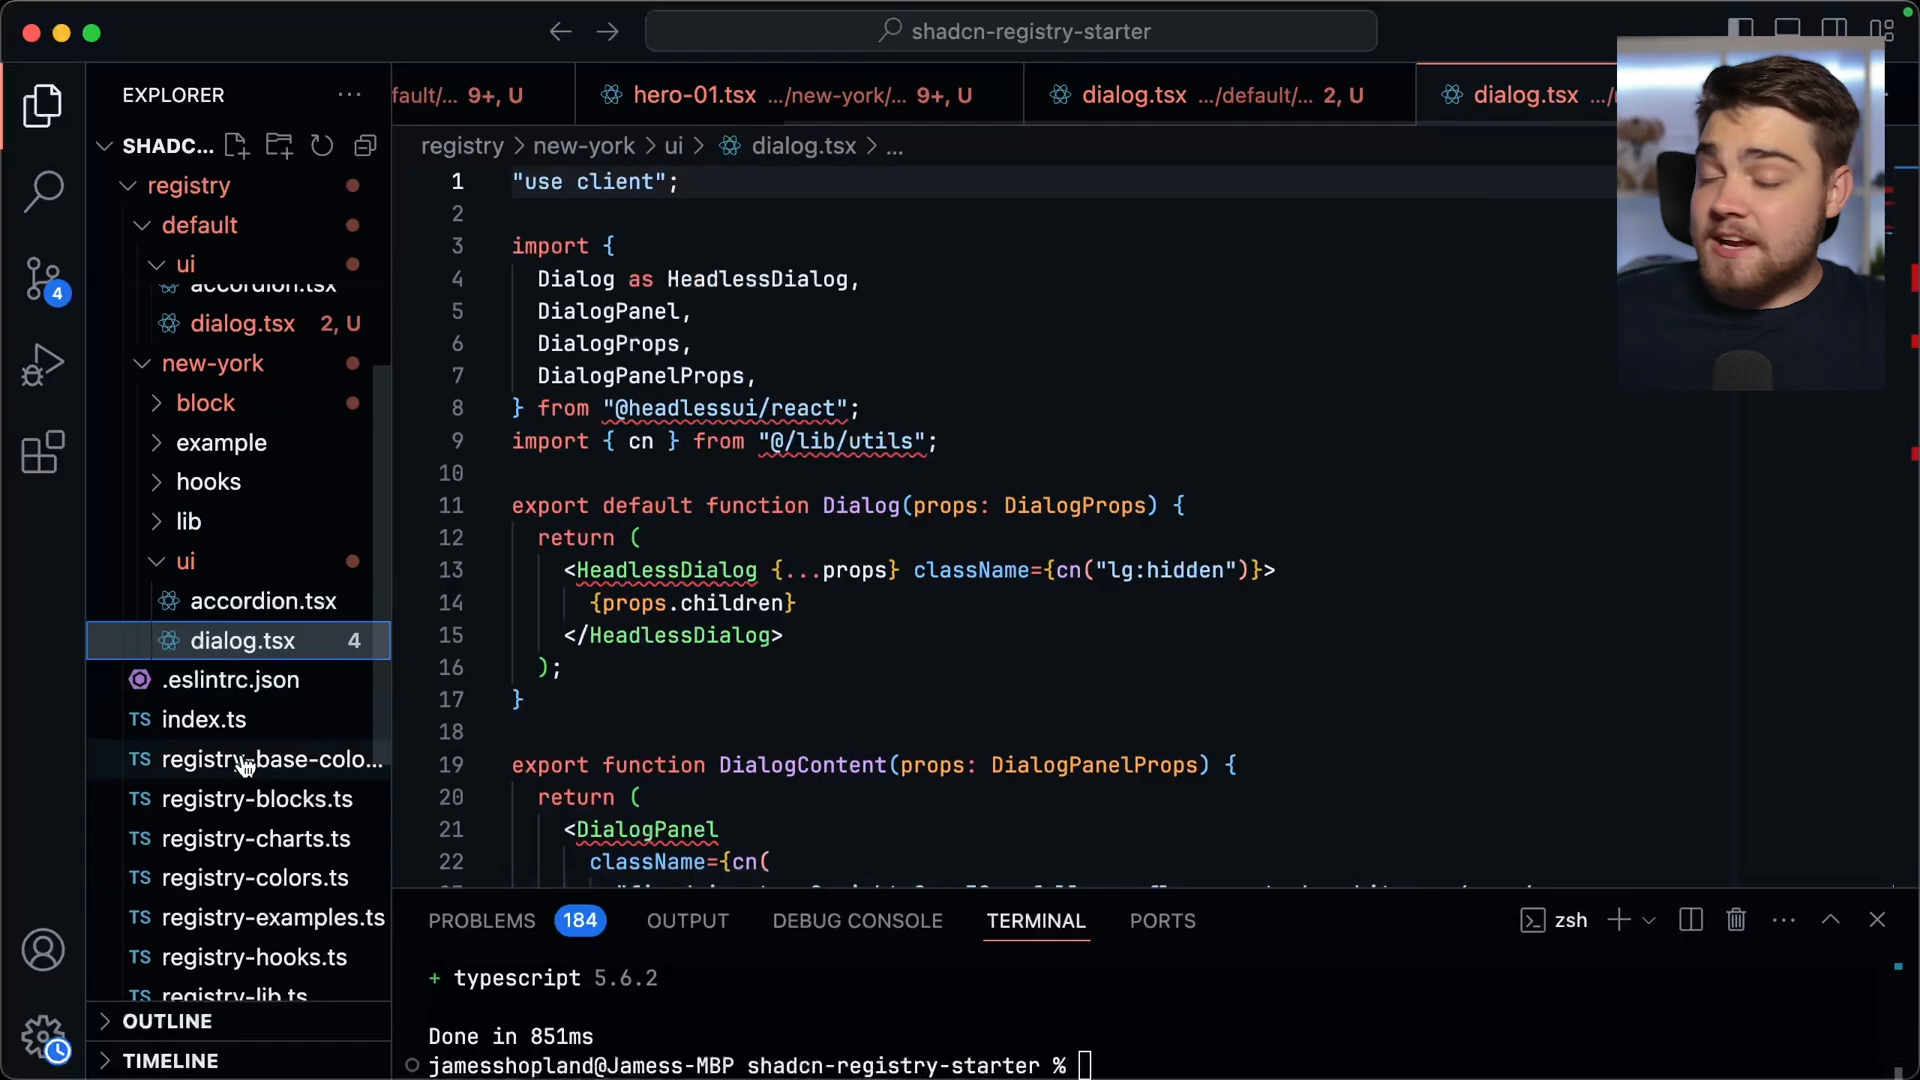 shadcn-registry-starter
EXPLORER
fault/... 9+, U
hero-01.tsx .../new-york/... 9+, U
dialog.tsx .../default/... 2, U
dialog.tsx
SHADC...
registry > new-york > ui > dialog.tsx > ...
registry
default
ui
accordion.tsx
dialog.tsx 2, U
new-york
block
example
hooks
lib
ui
accordion.tsx
dialog.tsx 4
.eslintrc.json
TS index.ts
TS registry-base-colo...
TS registry-blocks.ts
TS registry-charts.ts
TS registry-colors.ts
TS registry-examples.ts
TS registry-hooks.ts
TS registry-lib.ts
OUTLINE
TIMELINE
4
1 "use client";
2
3 import {
4 Dialog as HeadlessDialog,
5 DialogPanel,
6 DialogProps,
7 DialogPanelProps,
8 } from "@headlessui/react";
9 import { cn } from "@/lib/utils";
10
11 export default function Dialog(props: DialogProps) {
12 return (
13 <HeadlessDialog {...props} className={cn("lg:hidden")}>
14 {props.children}
15 </HeadlessDialog>
16 );
17 }
18
19 export function DialogContent(props: DialogPanelProps) {
20 return (
21 <DialogPanel
22 className={cn(
PROBLEMS 184 OUTPUT DEBUG CONSOLE TERMINAL PORTS
zsh
+ typescript 5.6.2
Done in 851ms
jamesshopland@Jamess-MBP shadcn-registry-starter %